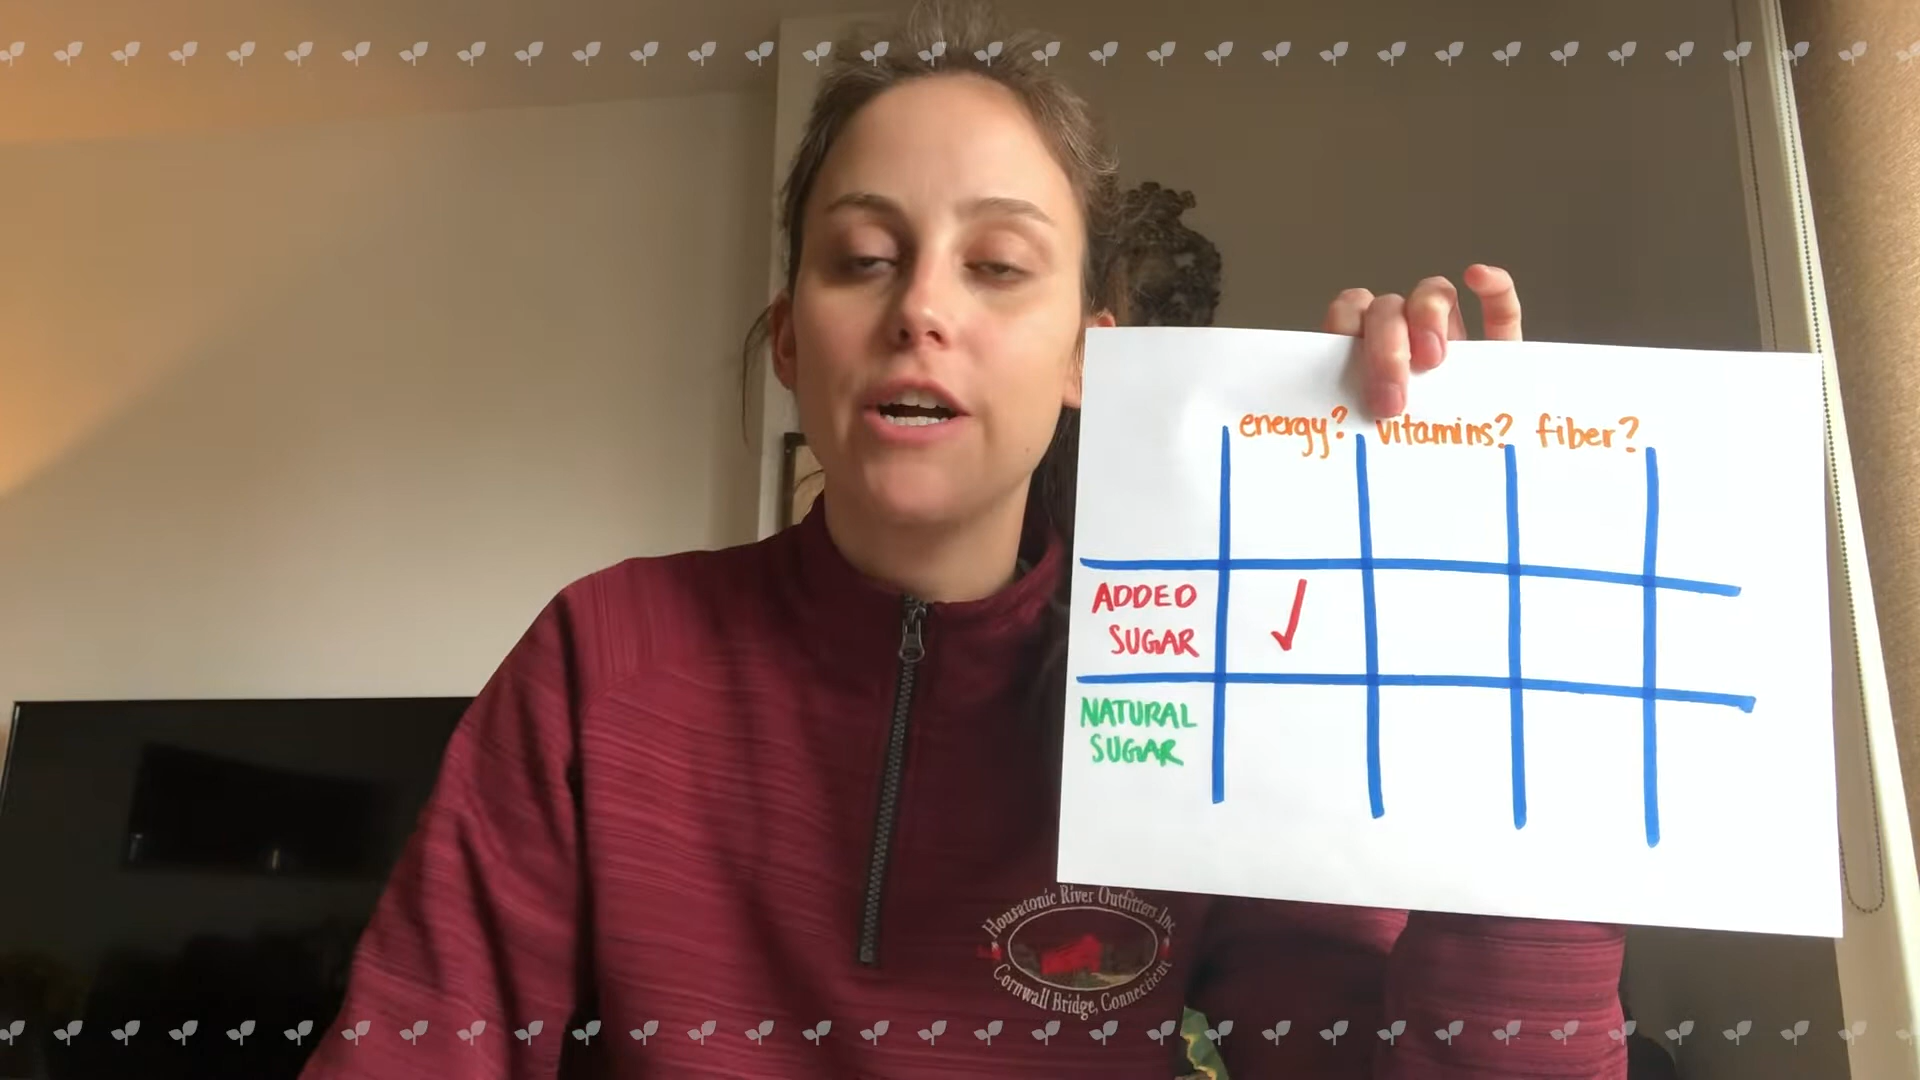 energy? vitamins? fiber?
ADDED
SUGAR
✓
NATURAL
SUGAR
Housatonic River Outfitters Inc
Cornwall Bridge, Connecticut